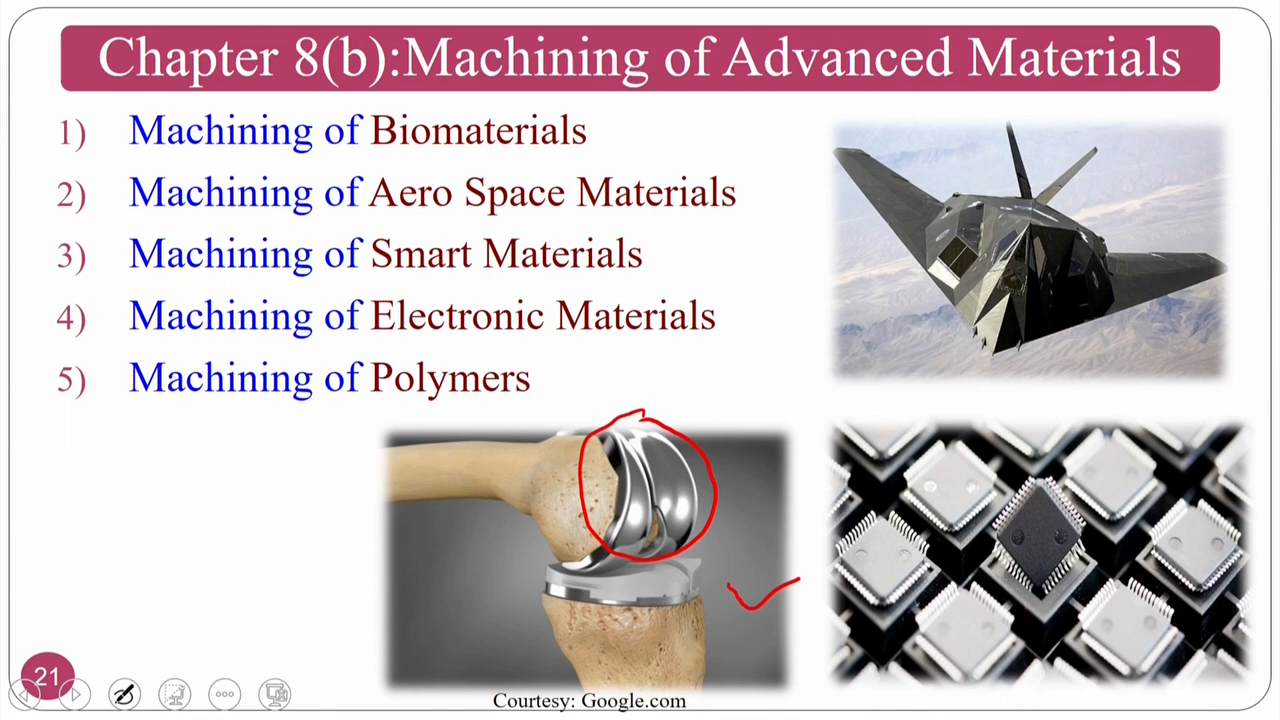 Chapter 8(b):Machining of Advanced Materials
1) Machining of Biomaterials
2) Machining of Aero Space Materials
3) Machining of Smart Materials
4) Machining of Electronic Materials
5) Machining of Polymers
21
Courtesy: Google.com